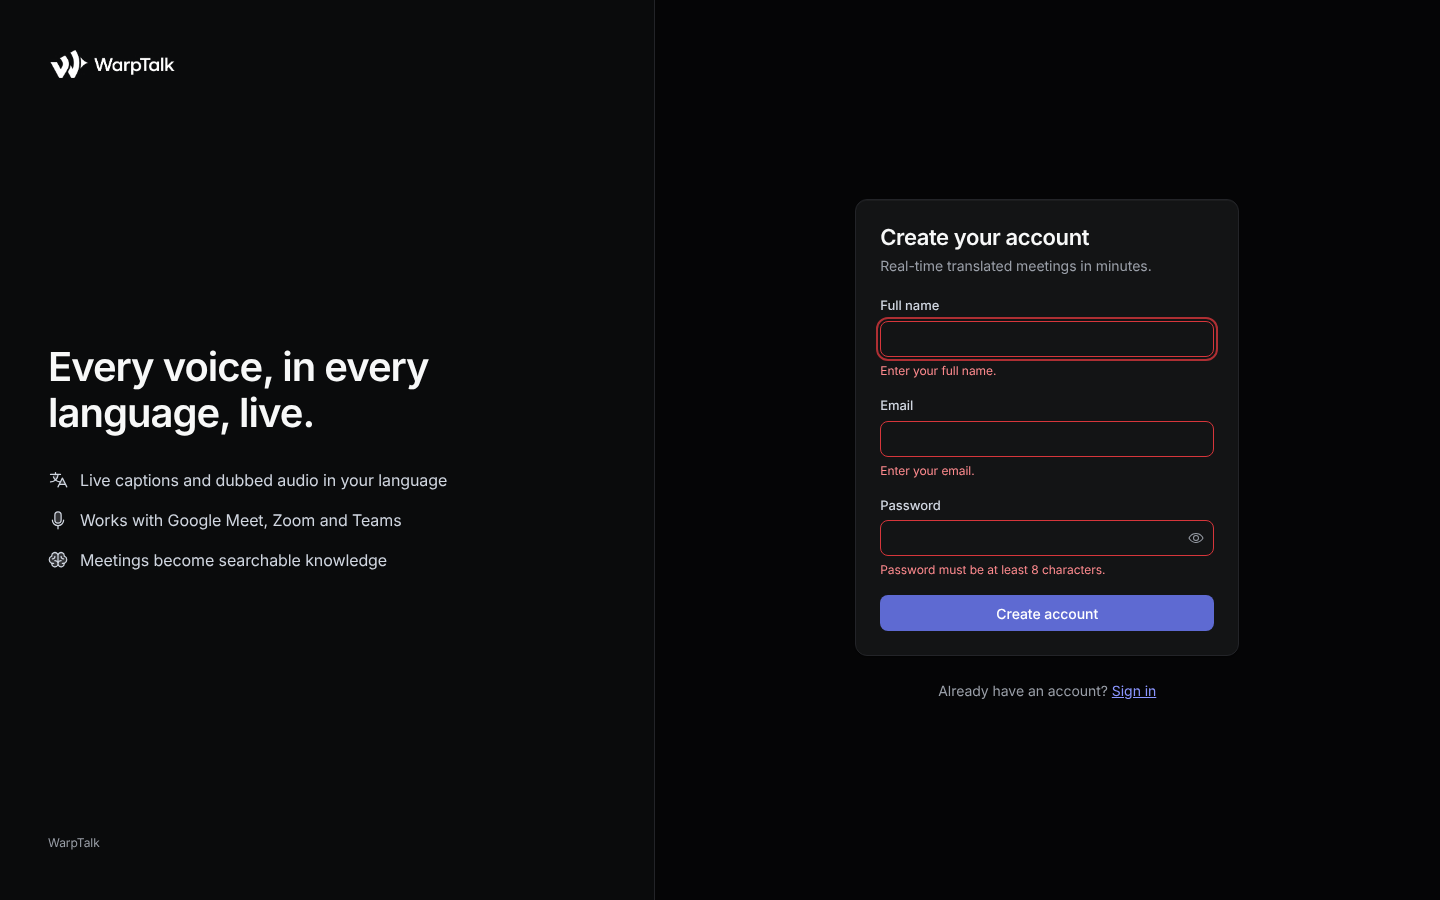 WarpTalk
Every voice, in every
language, live.
Live captions and dubbed audio in your language
Works with Google Meet, Zoom and Teams
Meetings become searchable knowledge
WarpTalk
Create your account
Real-time translated meetings in minutes.
Full name
Enter your full name.
Email
Enter your email.
Password
Password must be at least 8 characters.
Create account
Already have an account? Sign in